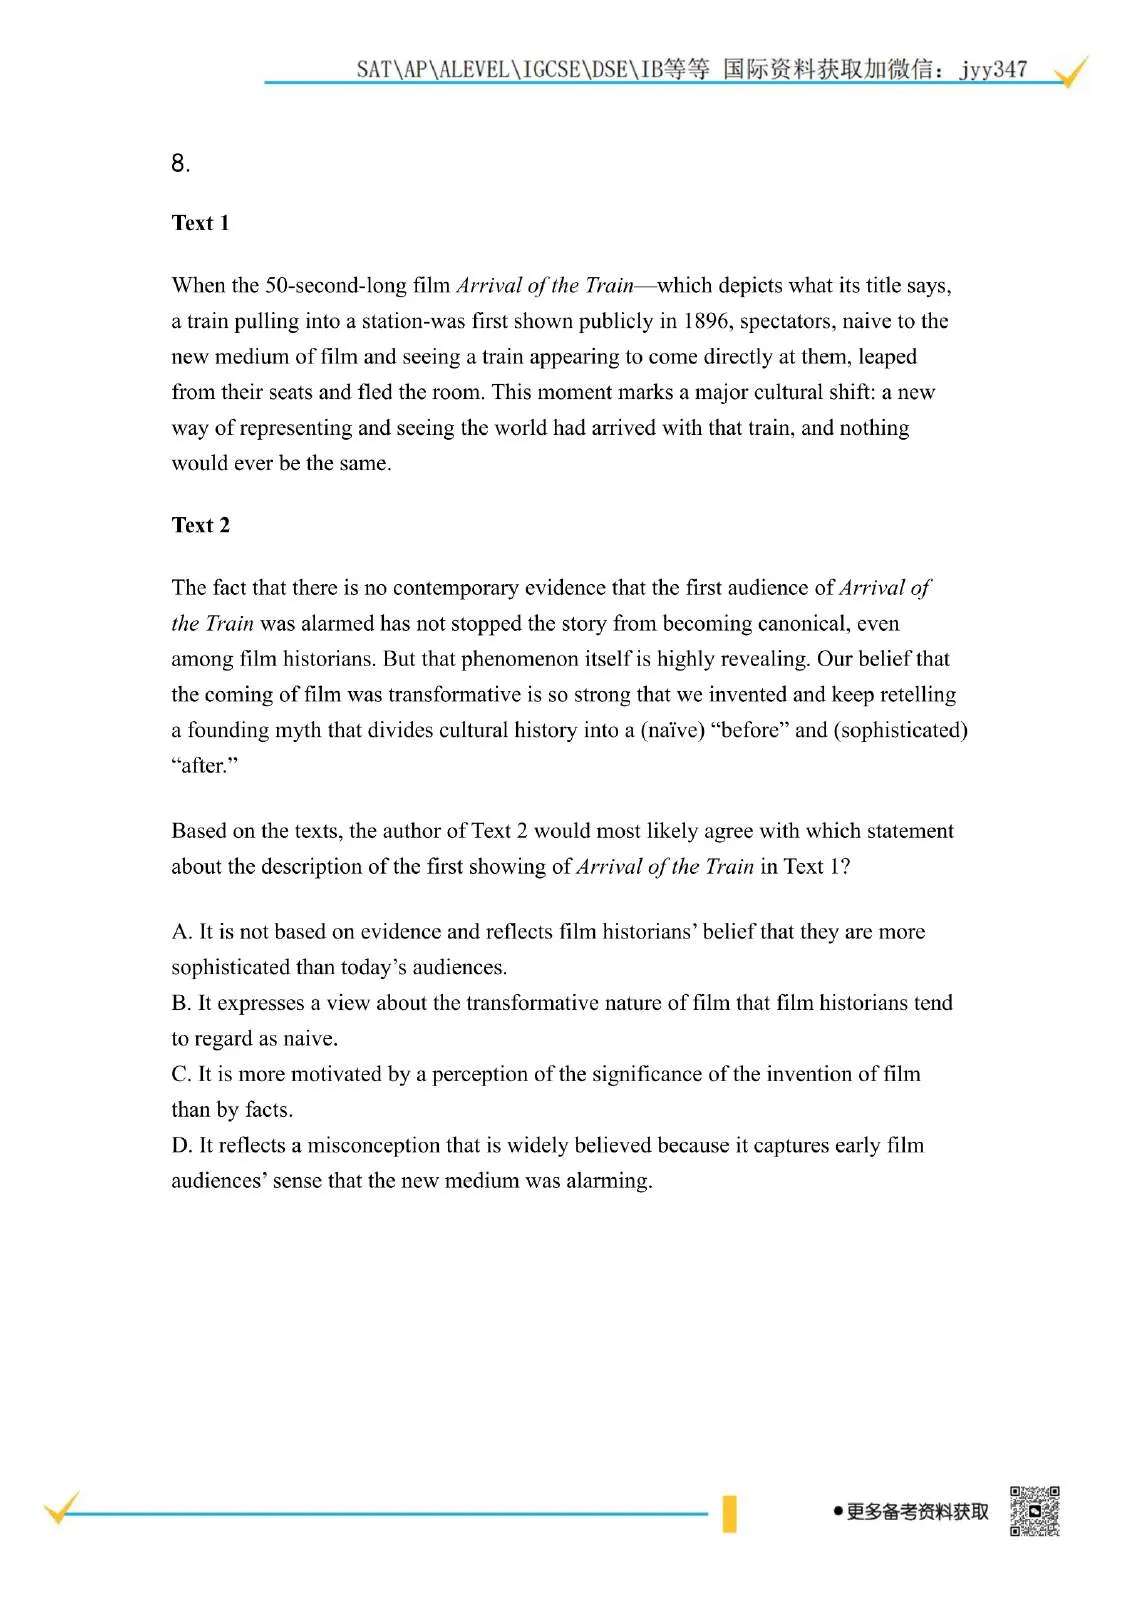 SAT\AP\ALEVEL\IGCSE\DSE\IB等等 国际资料获取加微信：jyy347
8.
Text 1
When the 50-second-long film Arrival of the Train—which depicts what its title says,
a train pulling into a station-was first shown publicly in 1896, spectators, naive to the
new medium of film and seeing a train appearing to come directly at them, leaped
from their seats and fled the room. This moment marks a major cultural shift: a new
way of representing and seeing the world had arrived with that train, and nothing
would ever be the same.
Text 2
The fact that there is no contemporary evidence that the first audience of Arrival of
the Train was alarmed has not stopped the story from becoming canonical, even
among film historians. But that phenomenon itself is highly revealing. Our belief that
the coming of film was transformative is so strong that we invented and keep retelling
a founding myth that divides cultural history into a (naïve) “before” and (sophisticated)
“after.”
Based on the texts, the author of Text 2 would most likely agree with which statement
about the description of the first showing of Arrival of the Train in Text 1?
A. It is not based on evidence and reflects film historians’ belief that they are more
sophisticated than today’s audiences.
B. It expresses a view about the transformative nature of film that film historians tend
to regard as naive.
C. It is more motivated by a perception of the significance of the invention of film
than by facts.
D. It reflects a misconception that is widely believed because it captures early film
audiences’ sense that the new medium was alarming.
●更多备考资料获取